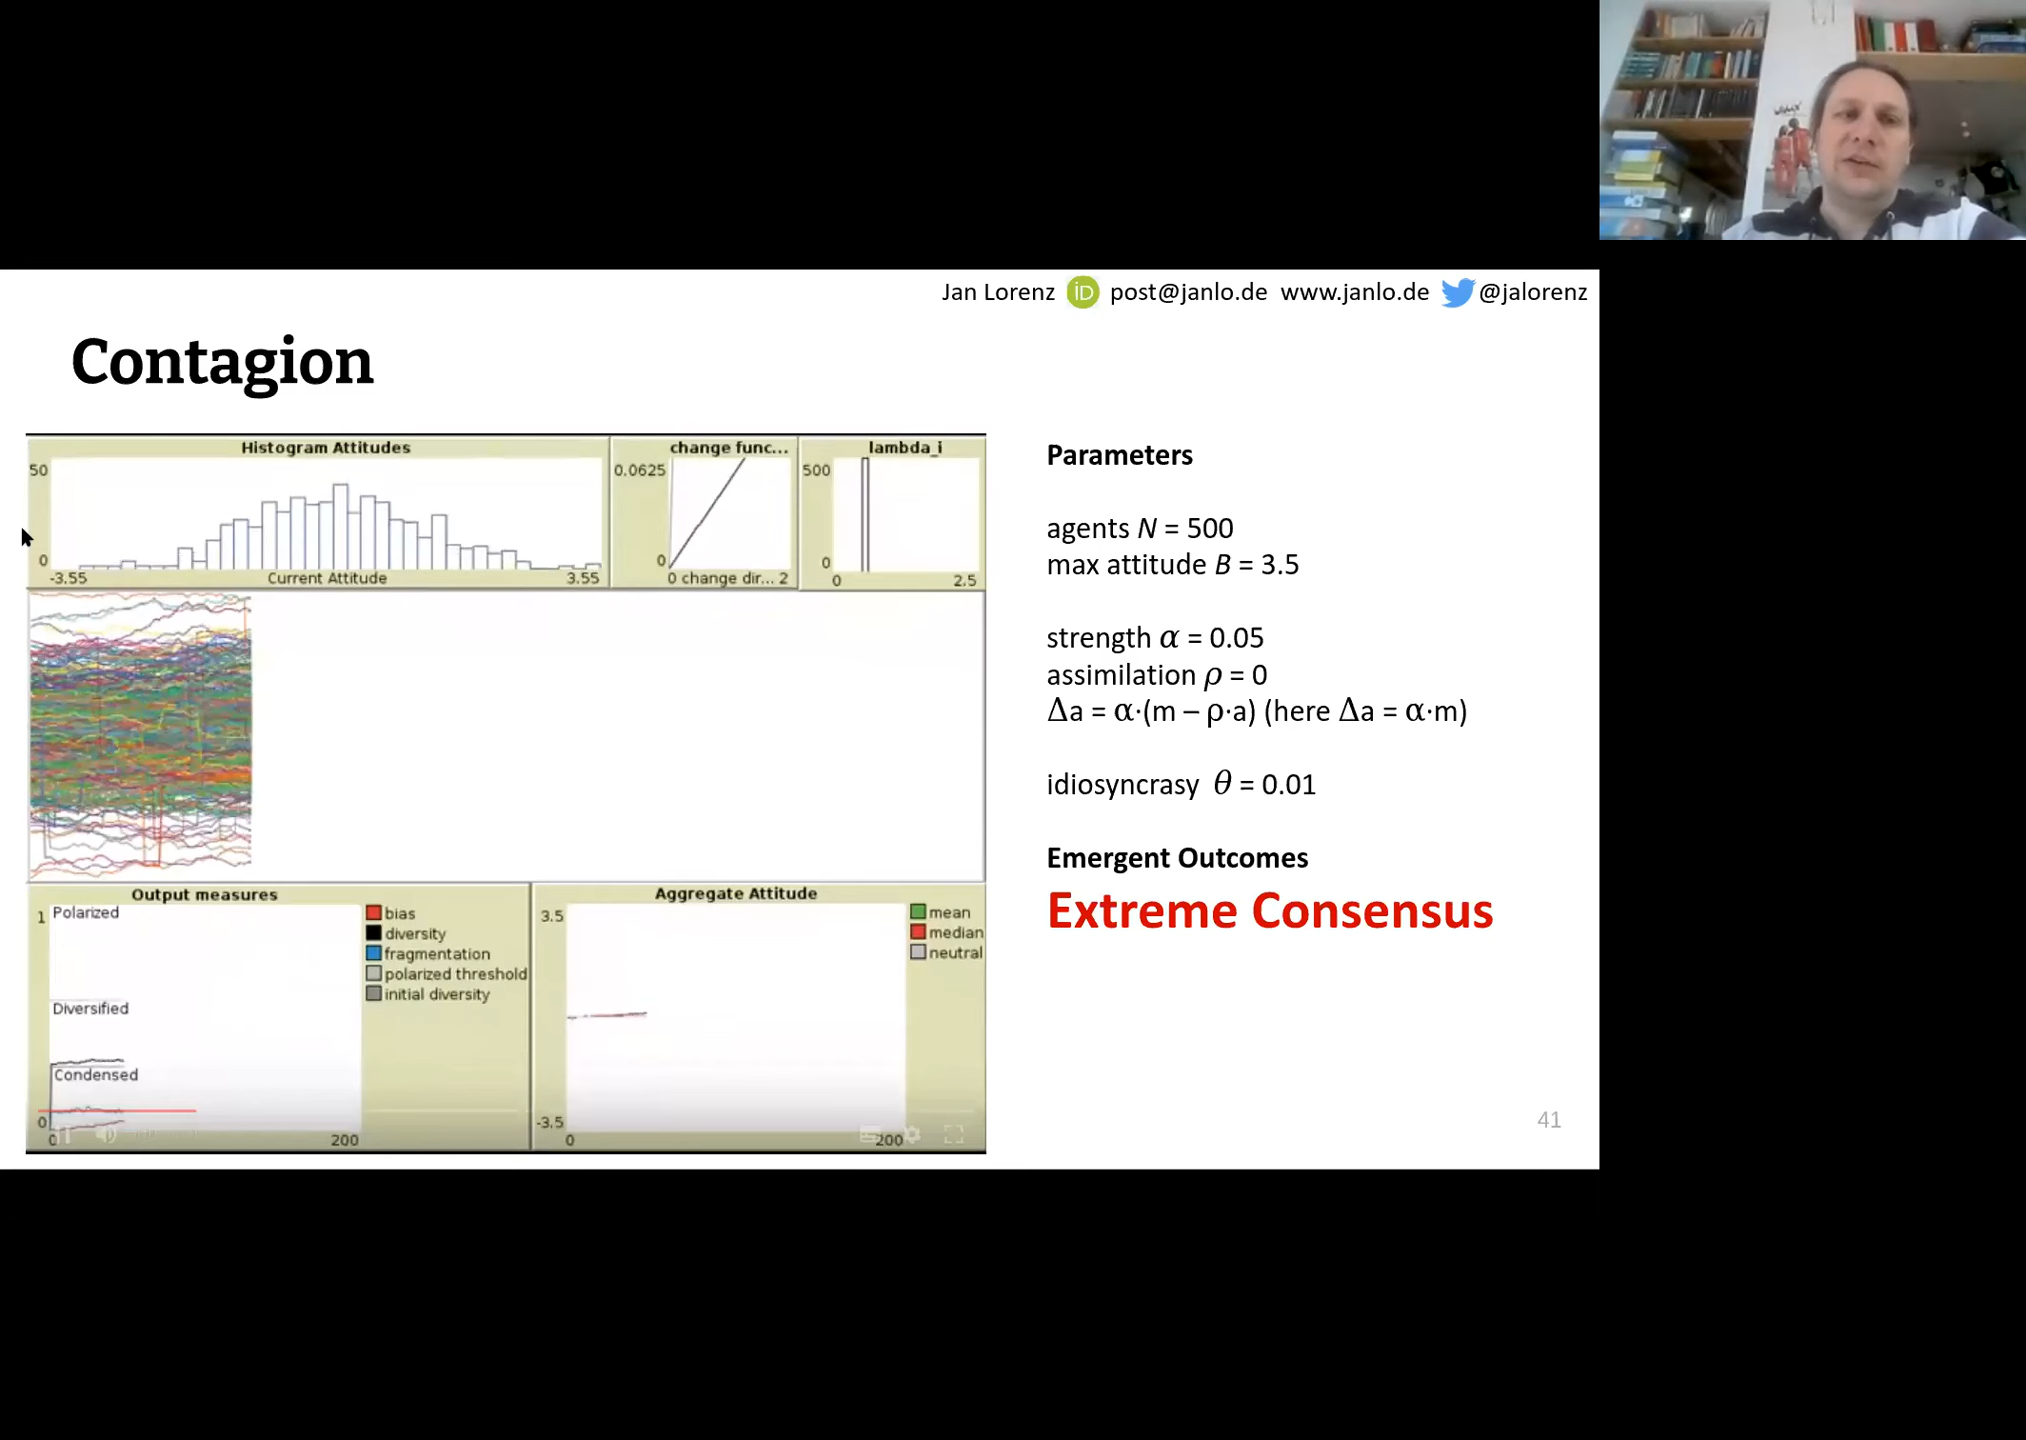 Jan Lorenz iD post@janlo.de www.janlo.de @jalorenz
Contagion
Histogram Attitudes
50
0
-3.55
Current Attitude
3.55
change func...
0.0625
0
0 change dir... 2
lambda_i
500
0
0
2.5
Output measures
1
Polarized
Diversified
Condensed
0
0
200
bias
diversity
fragmentation
polarized threshold
initial diversity
Aggregate Attitude
3.5
-3.5
0
200
mean
median
neutral
Parameters
agents N = 500
max attitude B = 3.5
strength α = 0.05
assimilation ρ = 0
Δa = α·(m – ρ·a) (here Δa = α·m)
idiosyncrasy θ = 0.01
Emergent Outcomes
Extreme Consensus
41